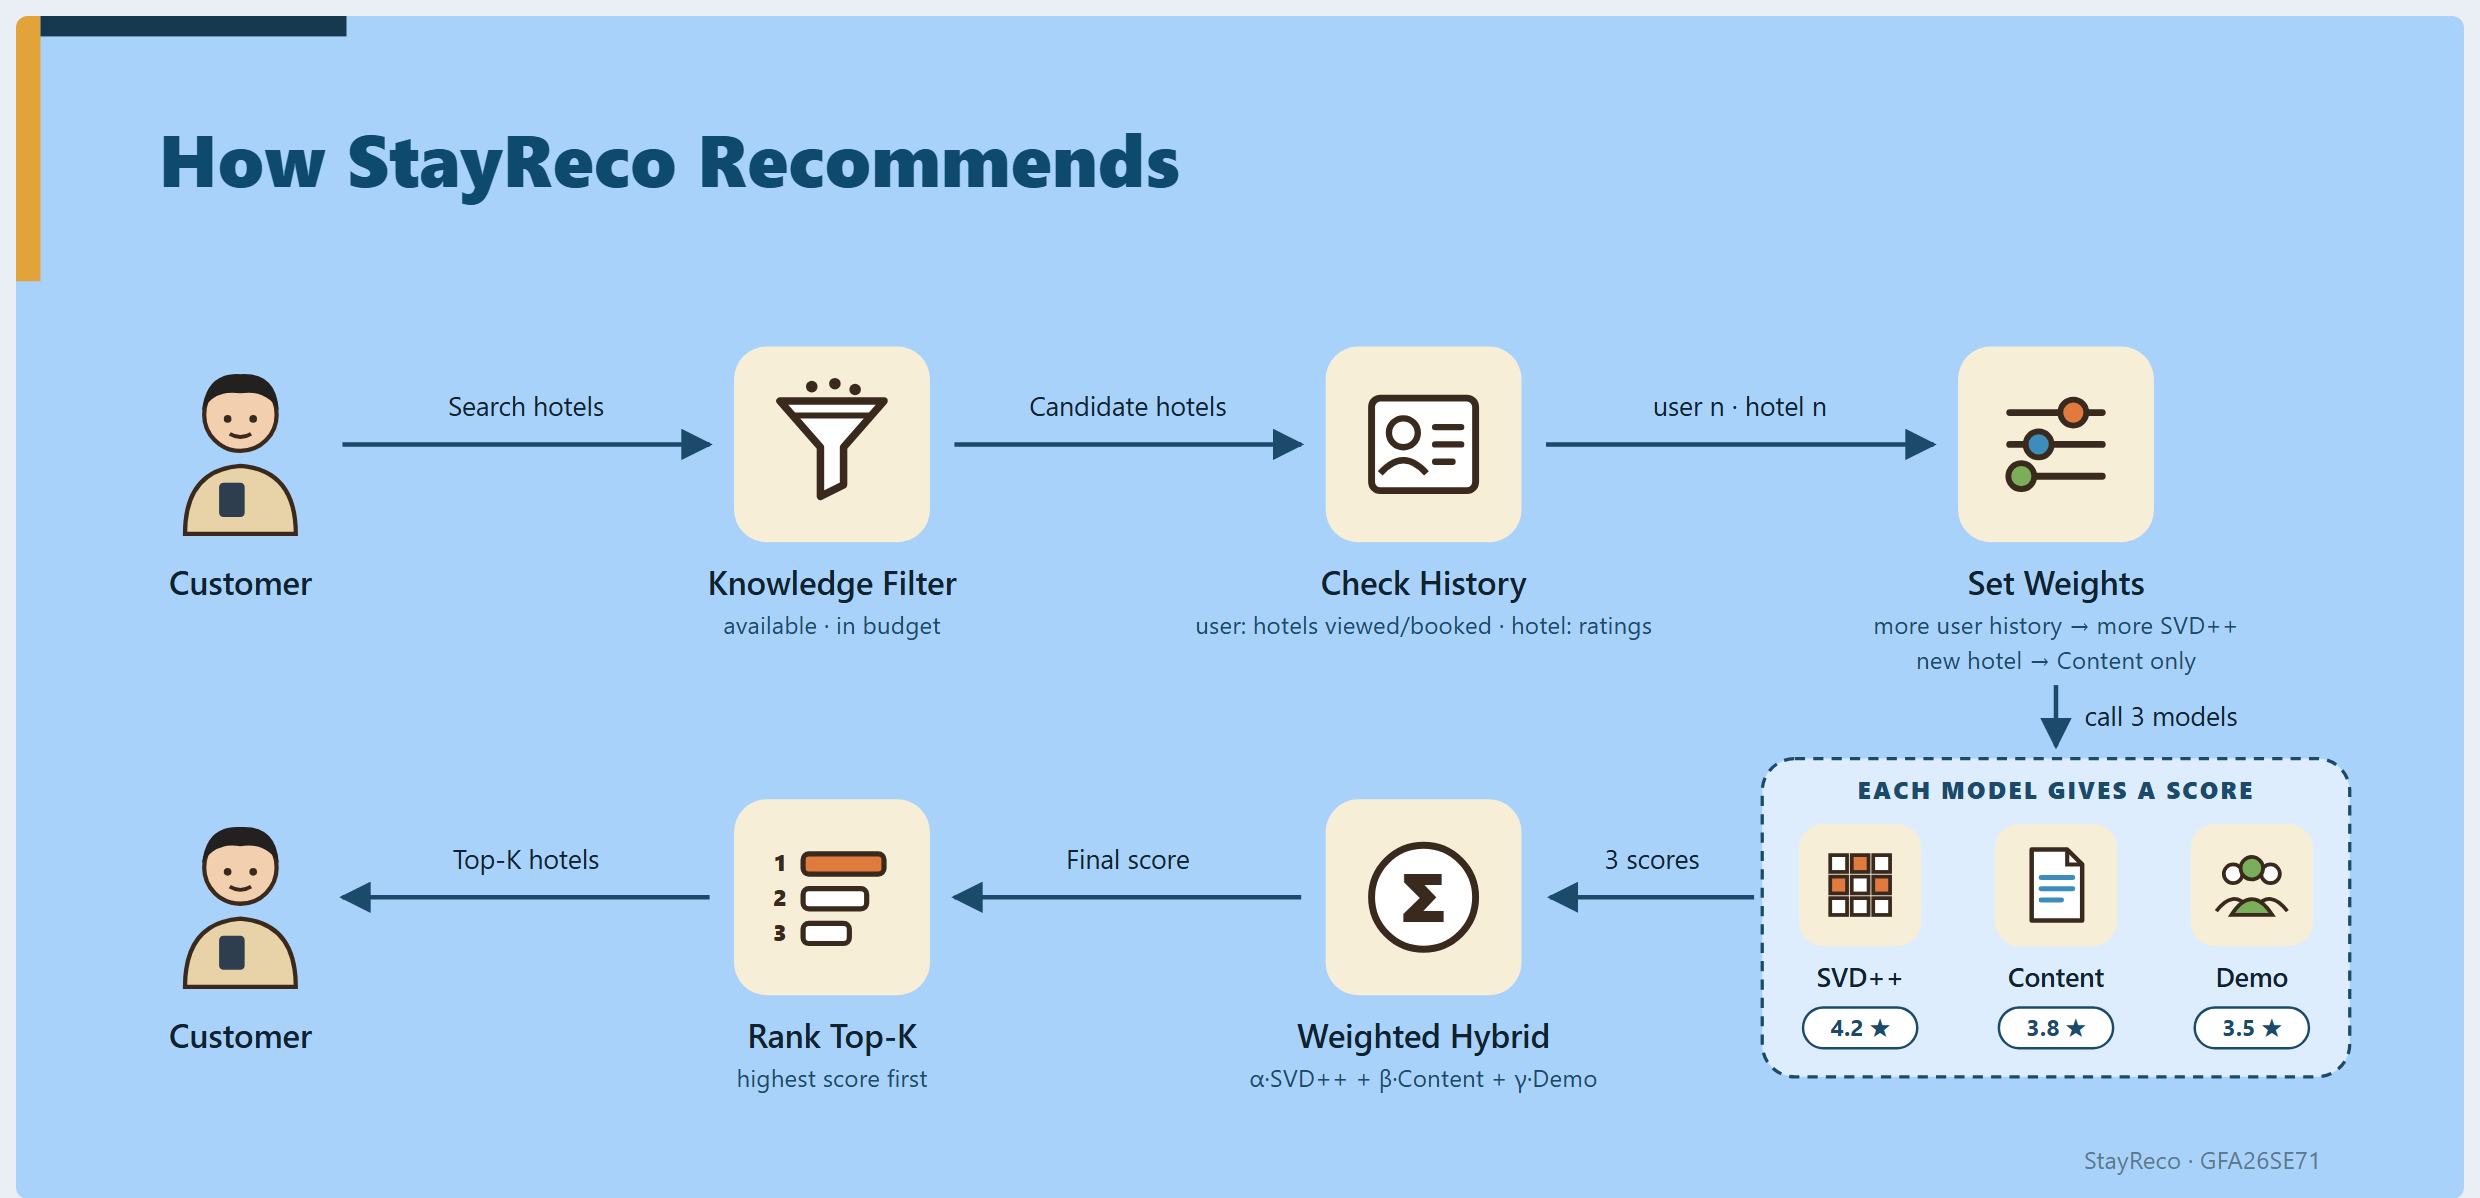 How StayReco Recommends
Search hotels
Candidate hotels
user n · hotel n
Customer
Knowledge Filter
available · in budget
Check History
user: hotels viewed/booked · hotel: ratings
Set Weights
more user history → more SVD++
new hotel → Content only
call 3 models
EACH MODEL GIVES A SCORE
SVD++
4.2 ★
Content
3.8 ★
Demo
3.5 ★
3 scores
Σ
Weighted Hybrid
α·SVD++ + β·Content + γ·Demo
Final score
1
2
3
Rank Top-K
highest score first
Top-K hotels
Customer
StayReco · GFA26SE71